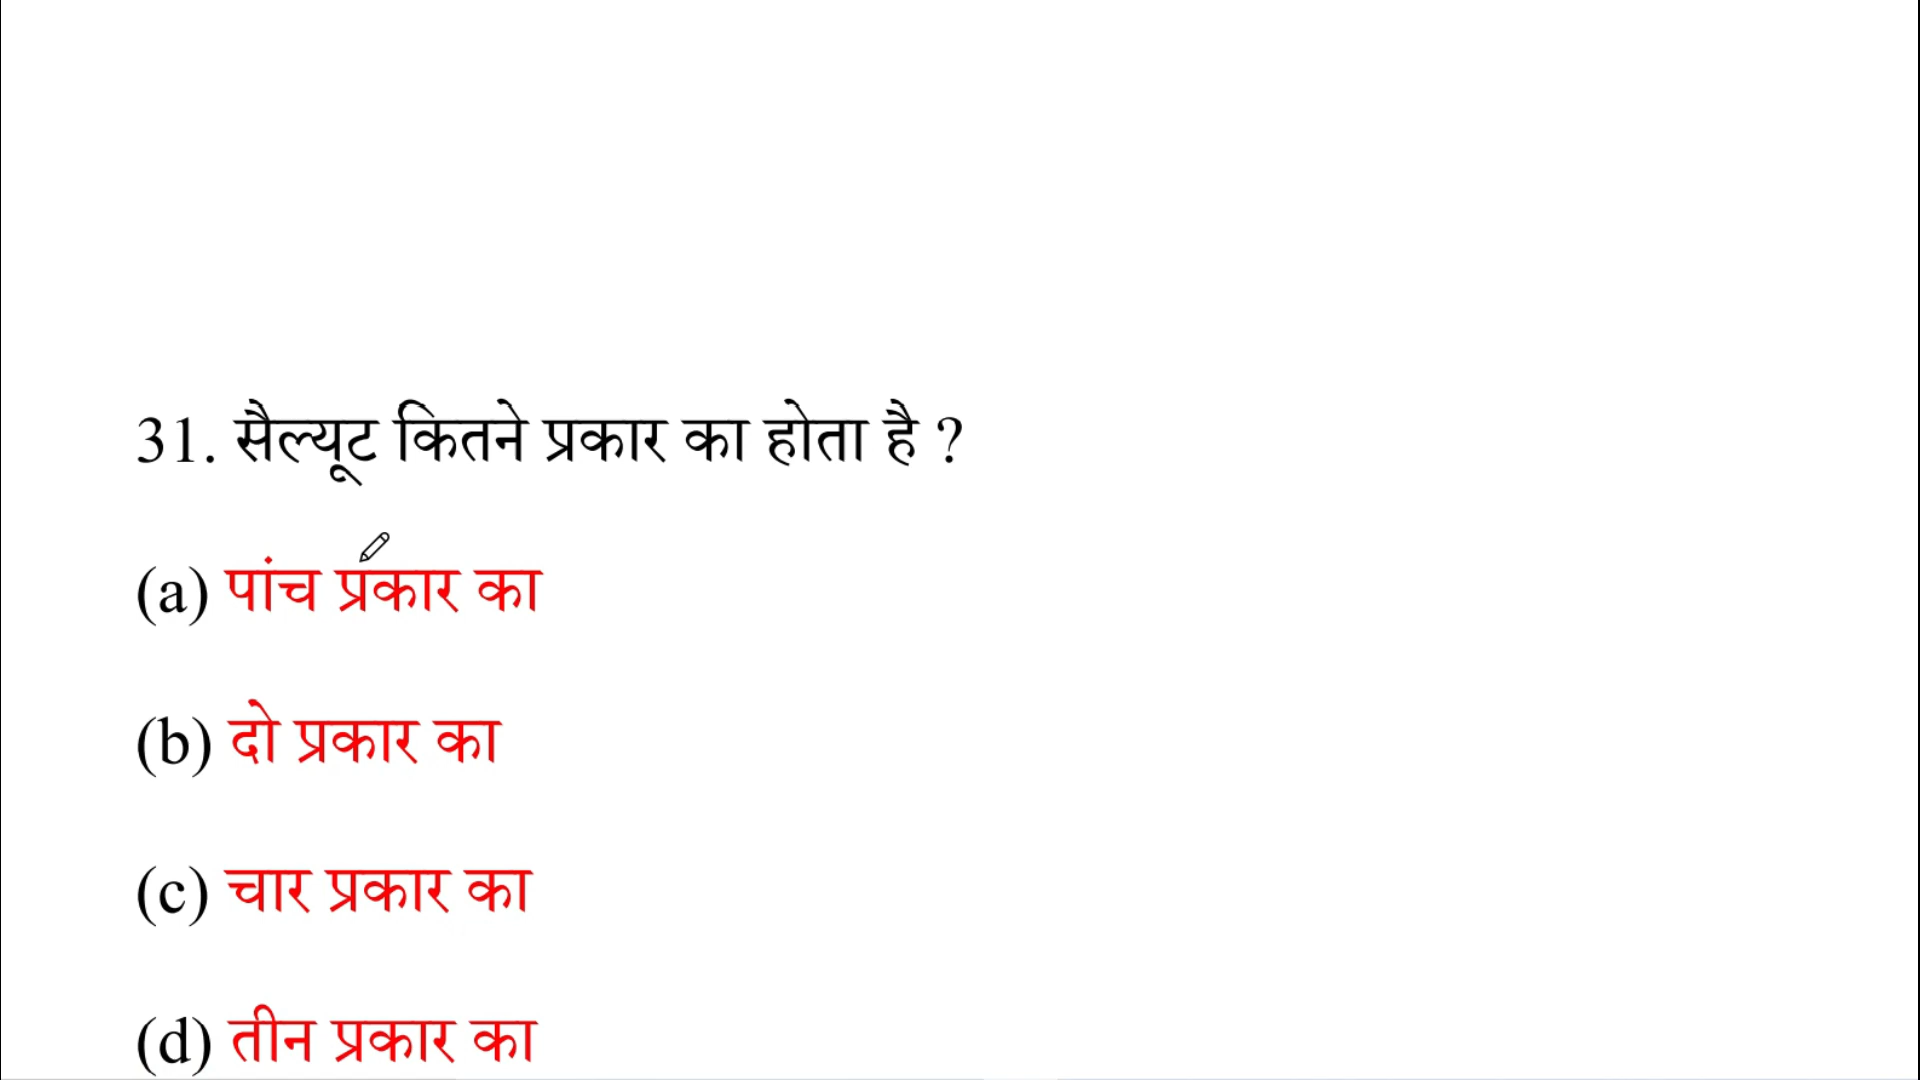 31. सैल्यूट कितने प्रकार का होता है ?
(a) पांच प्रकार का
(b) दो प्रकार का
(c) चार प्रकार का
(d) तीन प्रकार का